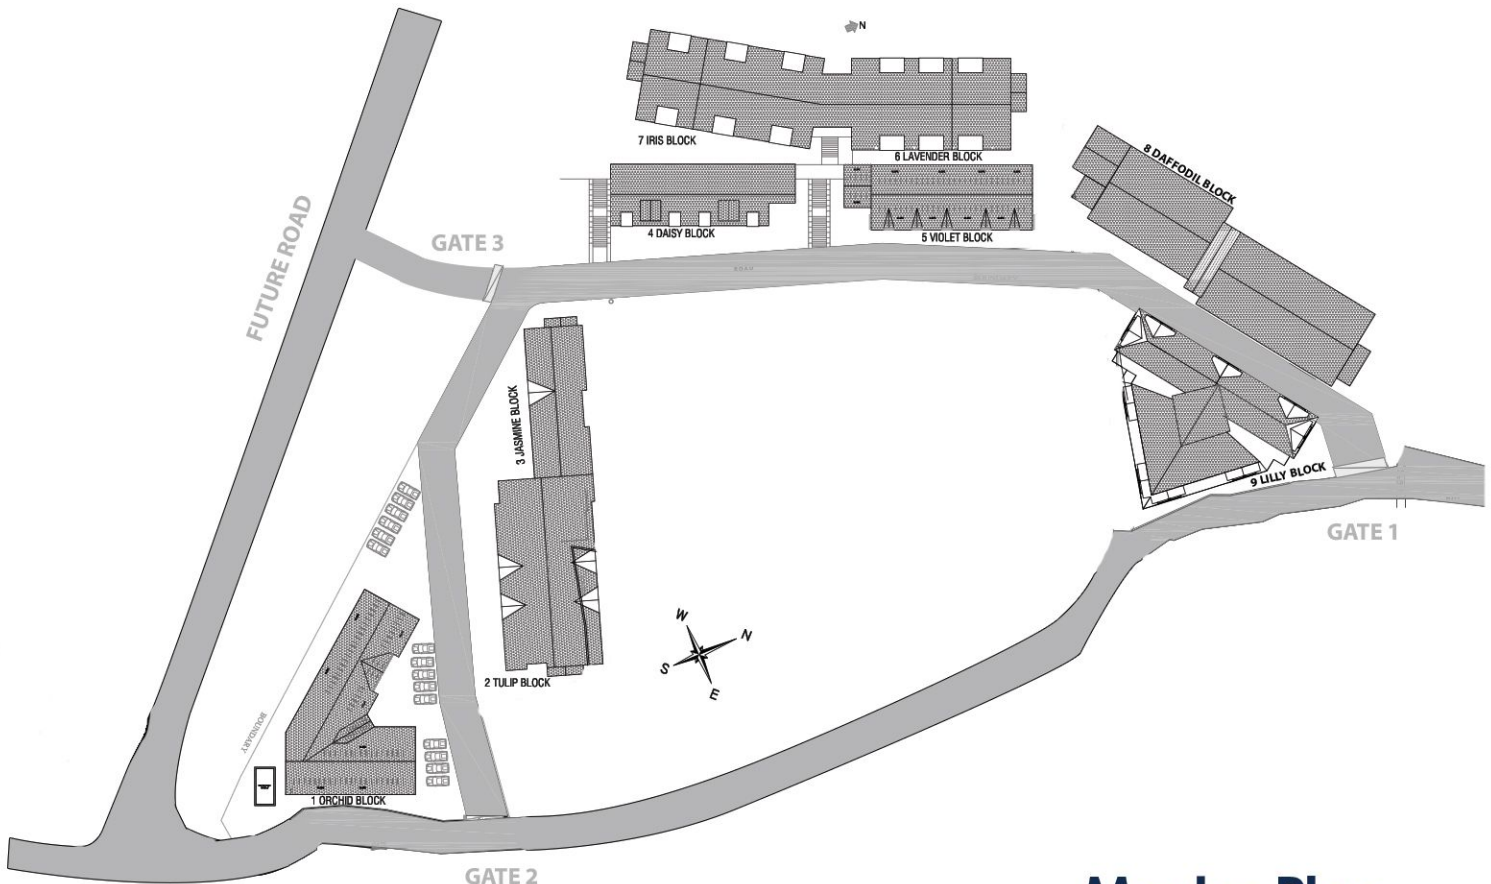 N
7 IRIS BLOCK
6 LAVENDER BLOCK
8 DAFFODIL BLOCK
4 DAISY BLOCK
5 VIOLET BLOCK
GATE 3
FUTURE ROAD
ROAD
3 JASMINE BLOCK
9 LILLY BLOCK
GATE 1
W
N
S
E
2 TULIP BLOCK
BOUNDARY
1 ORCHID BLOCK
GATE 2